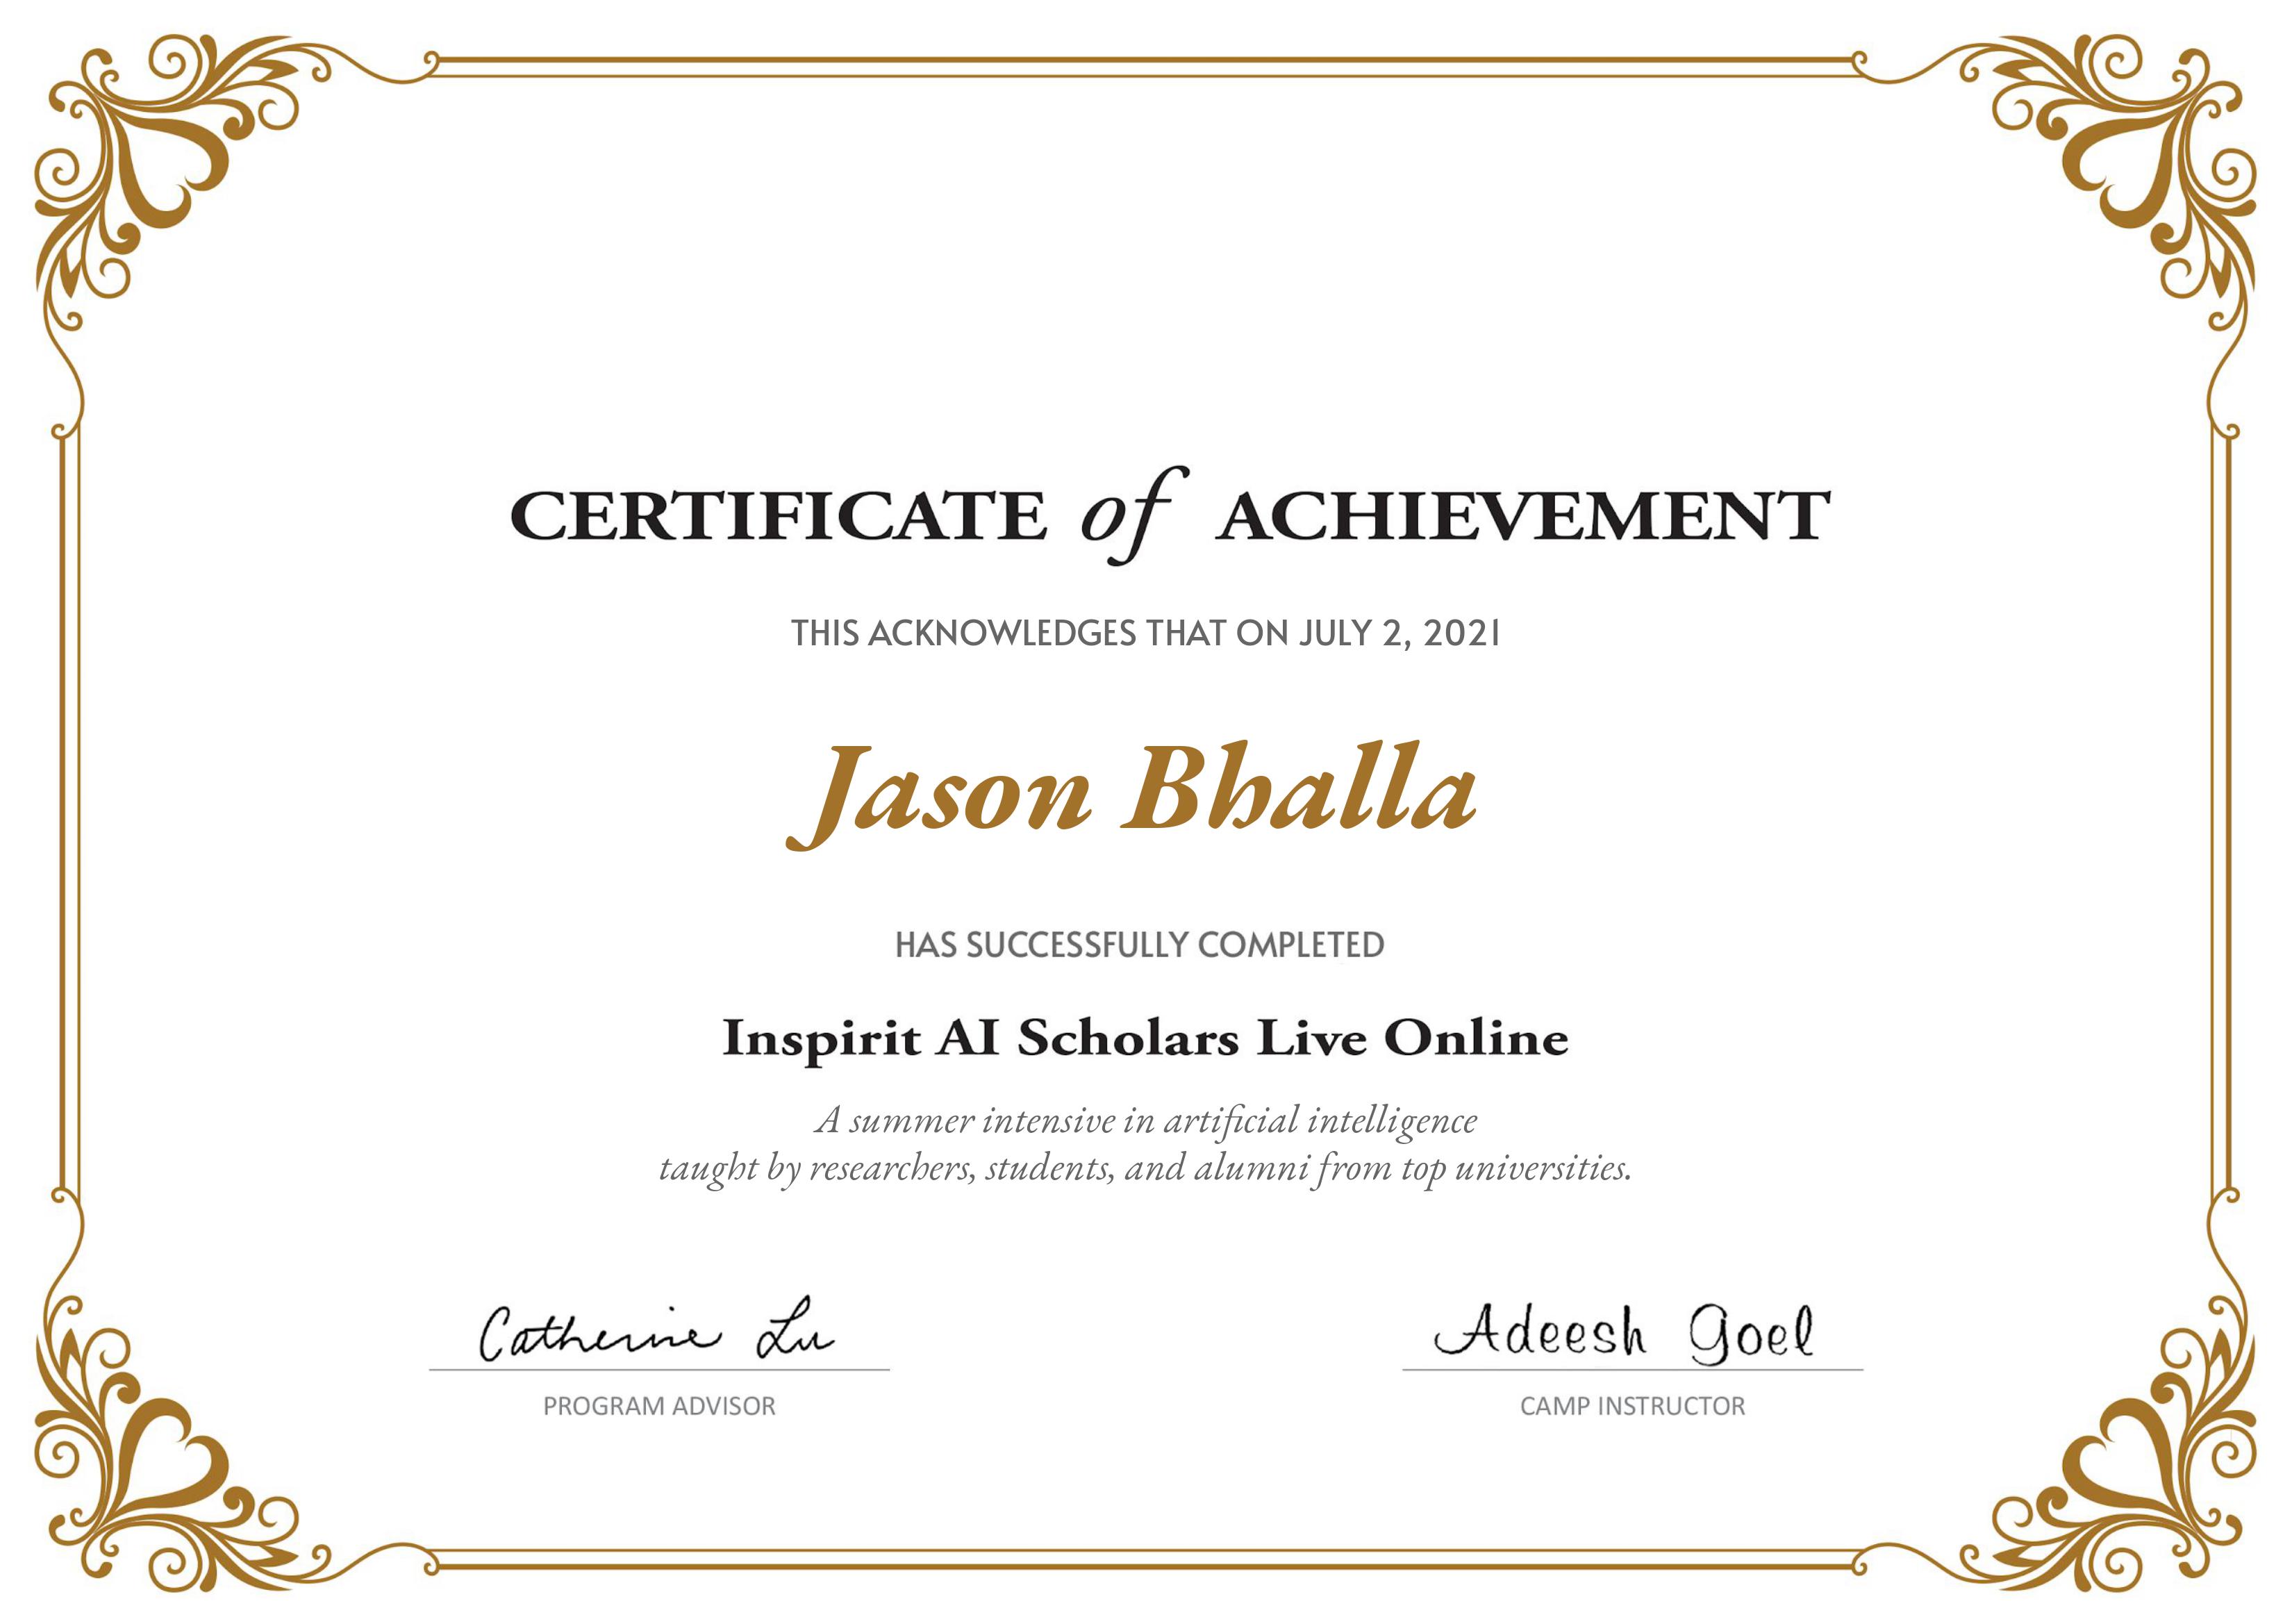 CERTIFICATE of ACHIEVEMENT
THIS ACKNOWLEDGES THAT ON JULY 2, 2021
Jason Bhalla
HAS SUCCESSFULLY COMPLETED
Inspirit AI Scholars Live Online
A summer intensive in artificial intelligence
taught by researchers, students, and alumni from top universities.
Catherine Lu
PROGRAM ADVISOR
Adeesh Goel
CAMP INSTRUCTOR